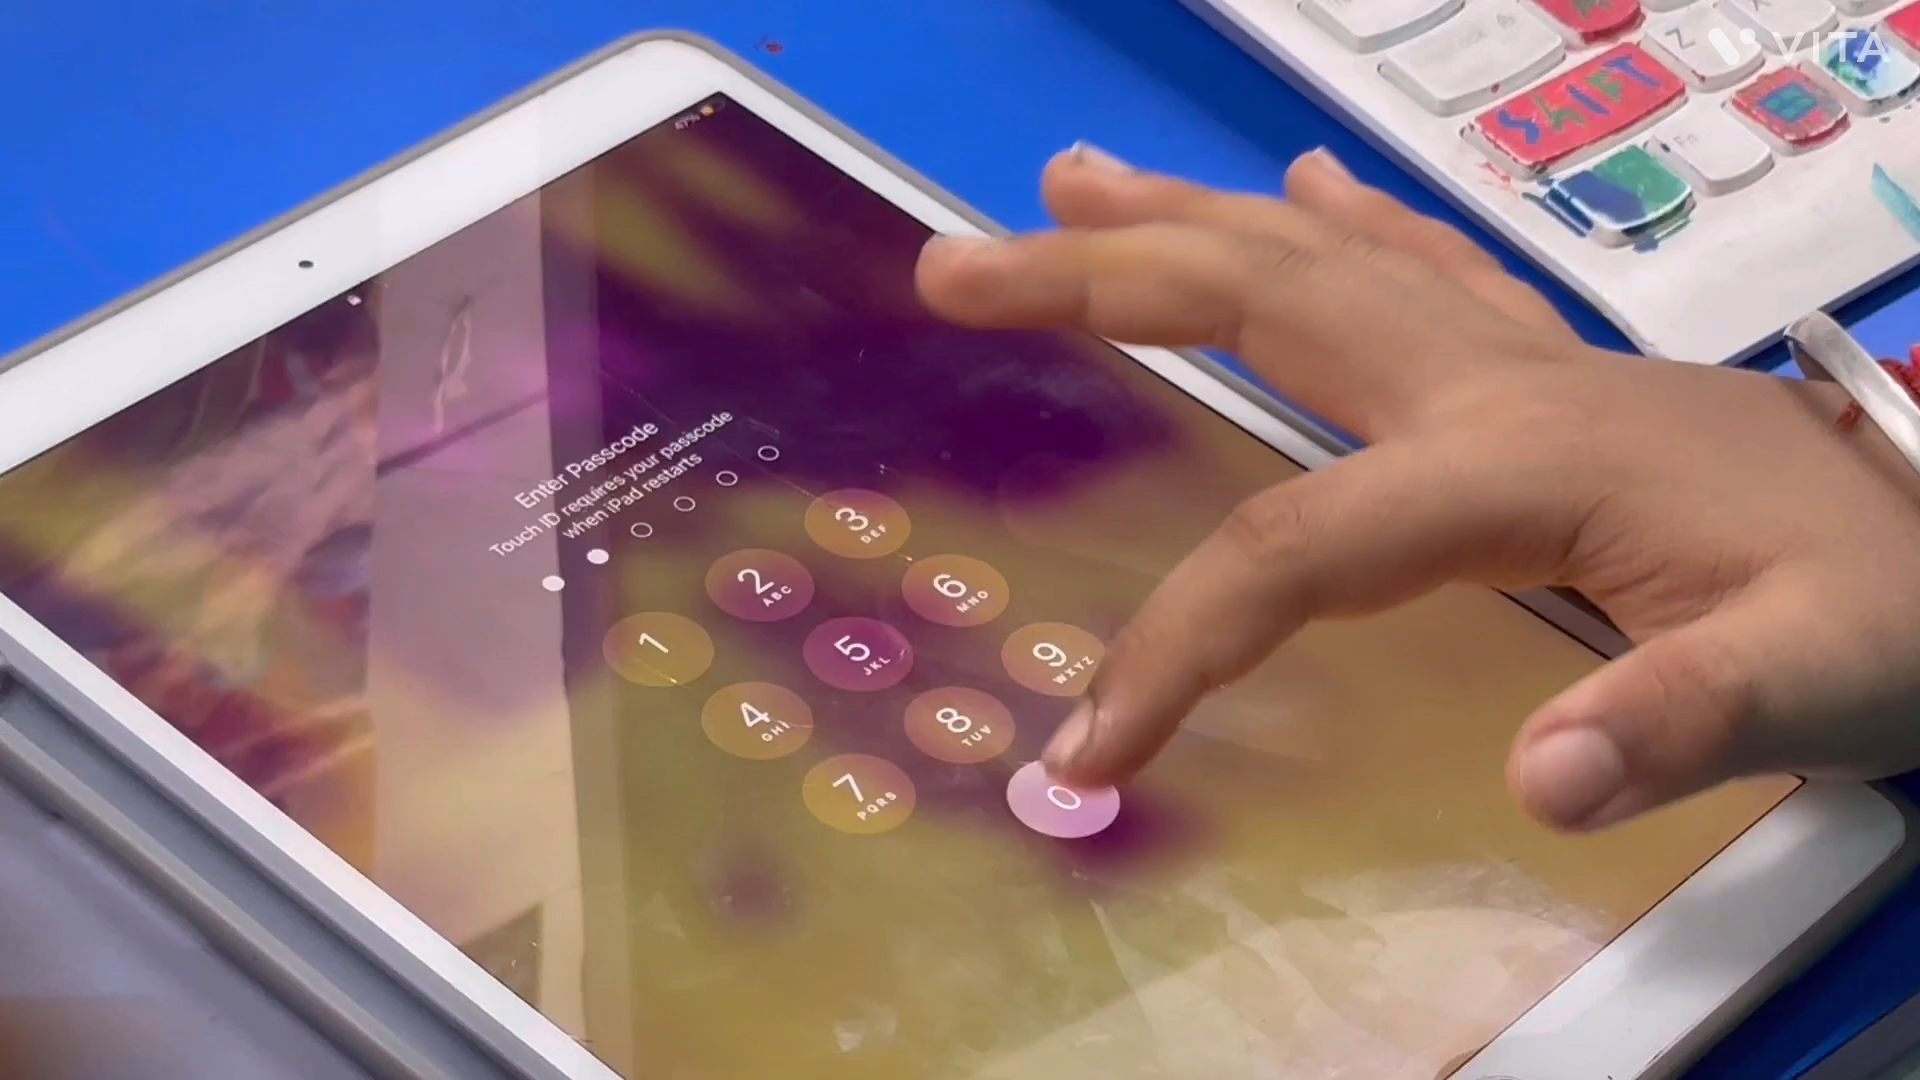 VITA
Z
X
SHIFT
Fn
47%
Enter Passcode
Touch ID requires your passcode
when iPad restarts
1
2 ABC
3 DEF
4 GHI
5 JKL
6 MNO
7 PQRS
8 TUV
9 WXYZ
0